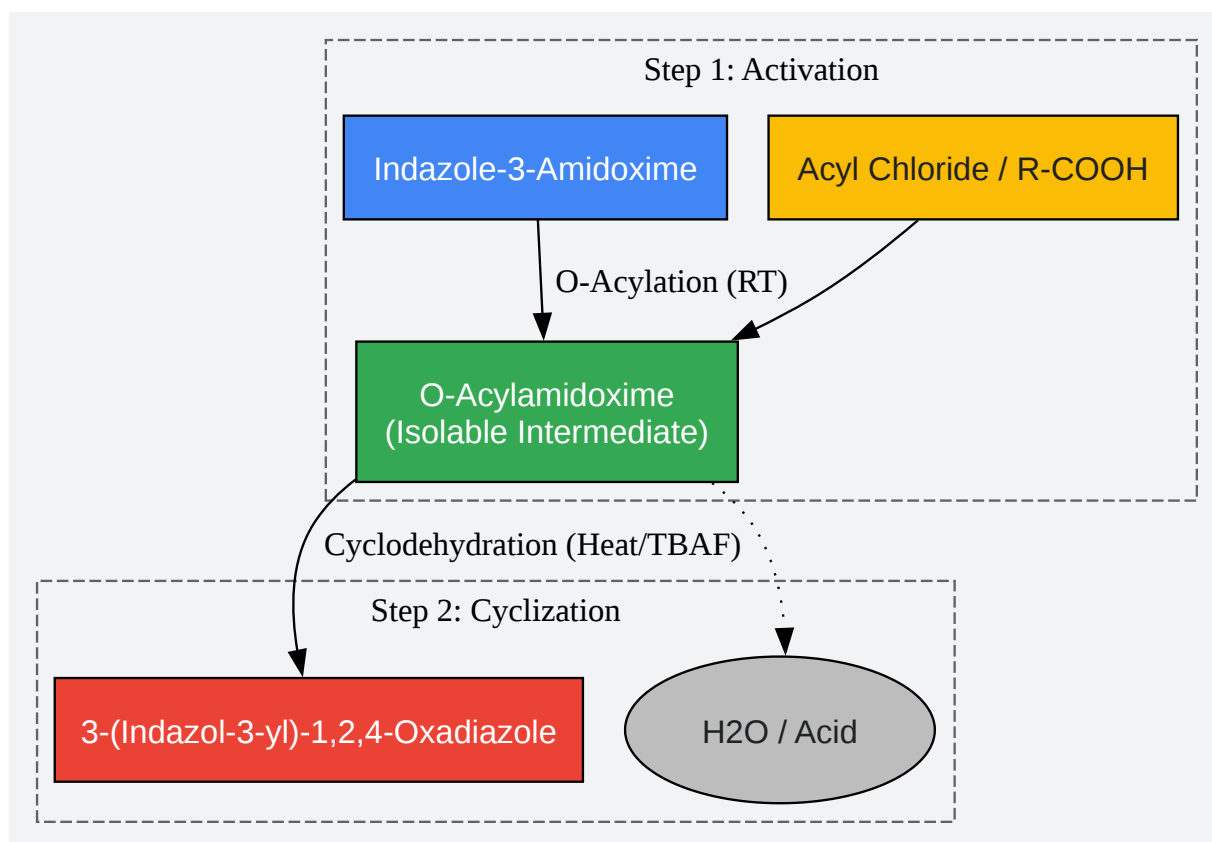 Step 1: Activation
Indazole-3-Amidoxime
Acyl Chloride / R-COOH
O-Acylation (RT)
O-Acylamidoxime
(Isolable Intermediate)
Cyclodehydration (Heat/TBAF)
Step 2: Cyclization
3-(Indazol-3-yl)-1,2,4-Oxadiazole
H2O / Acid